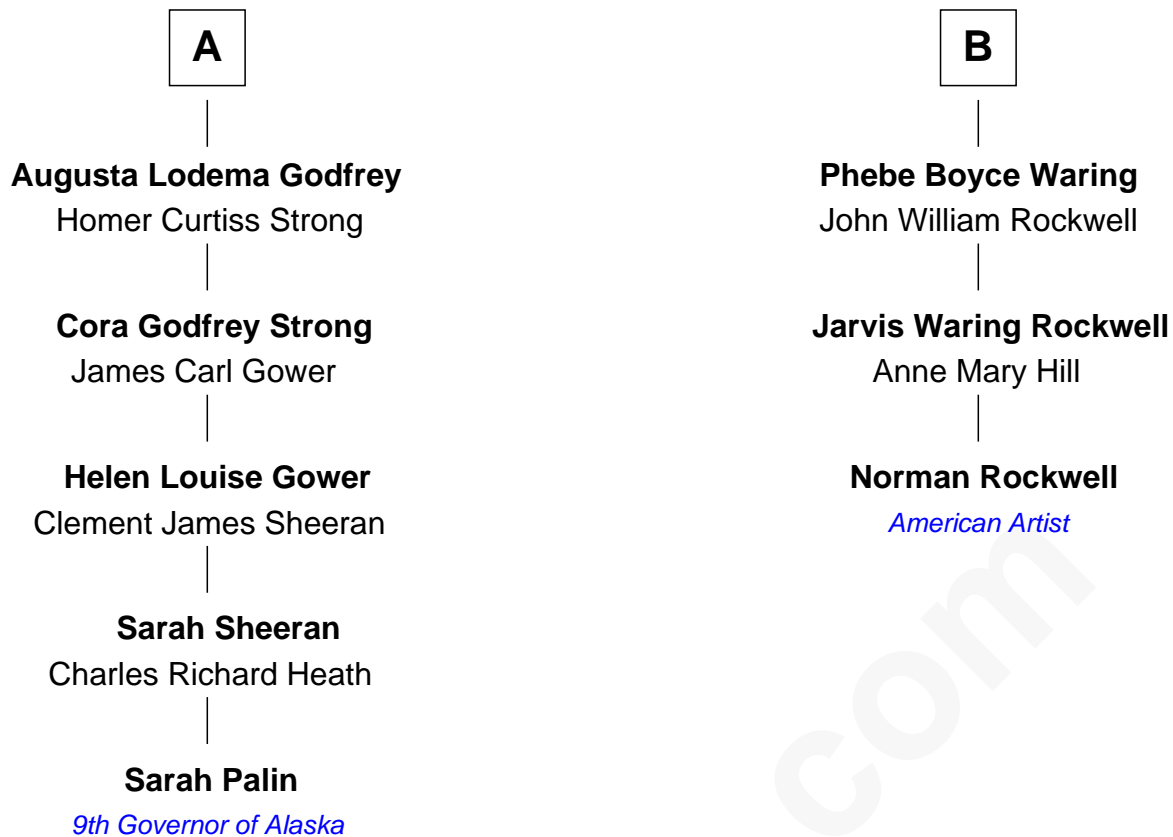 A
Augusta Lodema Godfrey
Homer Curtiss Strong
Cora Godfrey Strong
James Carl Gower
Helen Louise Gower
Clement James Sheeran
Sarah Sheeran
Charles Richard Heath
Sarah Palin
9th Governor of Alaska
B
Phebe Boyce Waring
John William Rockwell
Jarvis Waring Rockwell
Anne Mary Hill
Norman Rockwell
American Artist
com